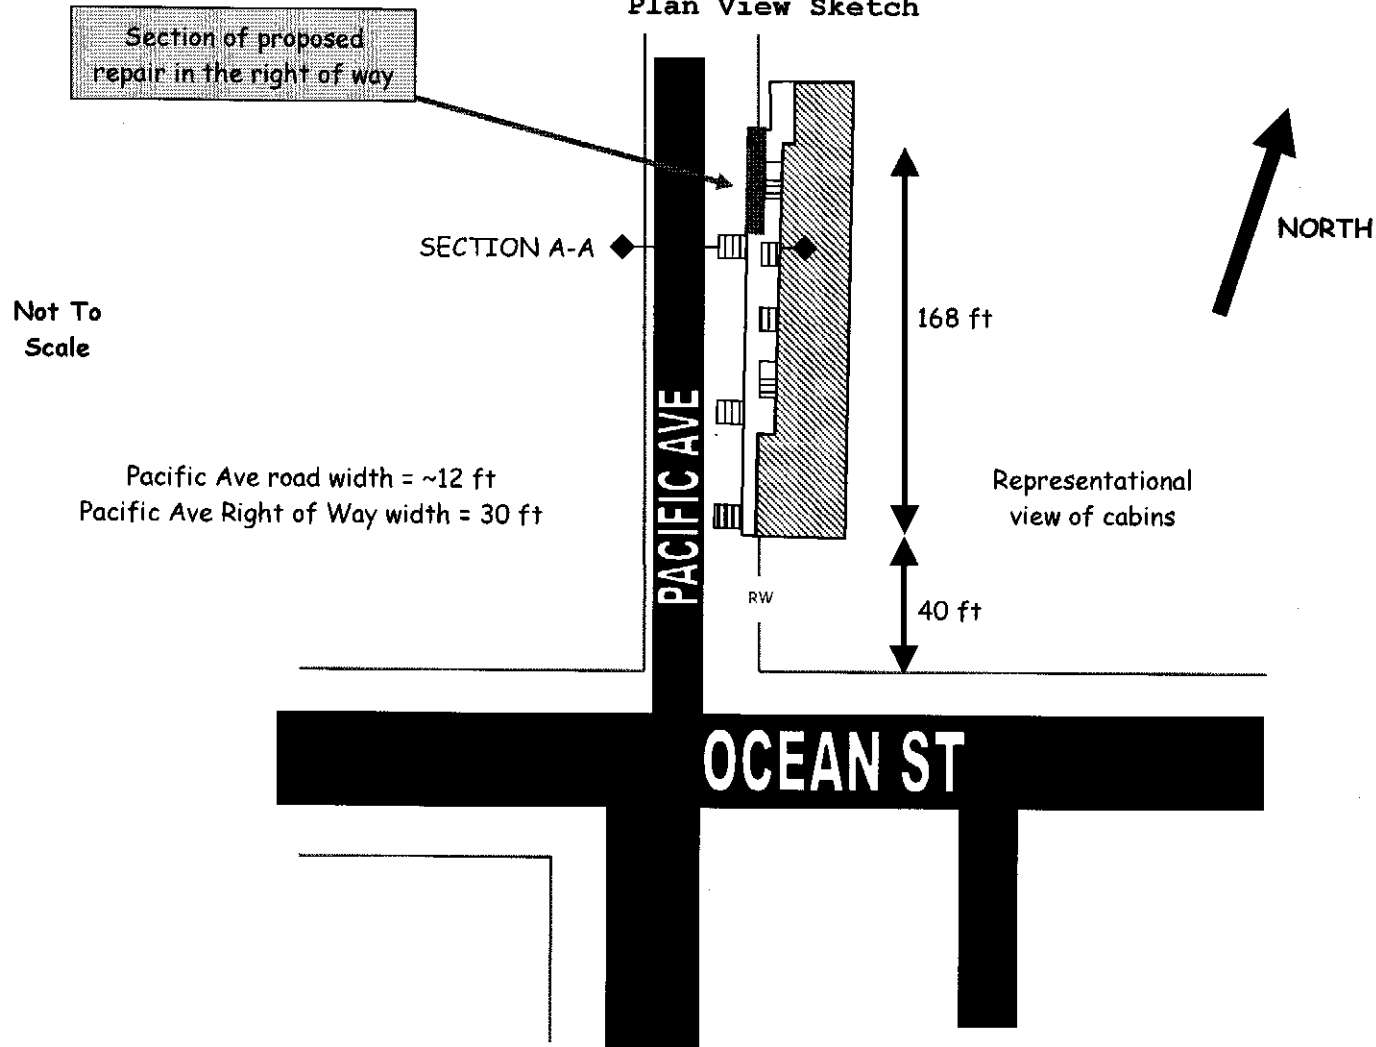 Plan View Sketch
Section of proposed
repair in the right of way
NORTH
SECTION A-A
Not To
Scale
168 ft
PACIFIC AVE
Pacific Ave road width = ~12 ft
Pacific Ave Right of Way width = 30 ft
Representational
view of cabins
RW
40 ft
OCEAN ST